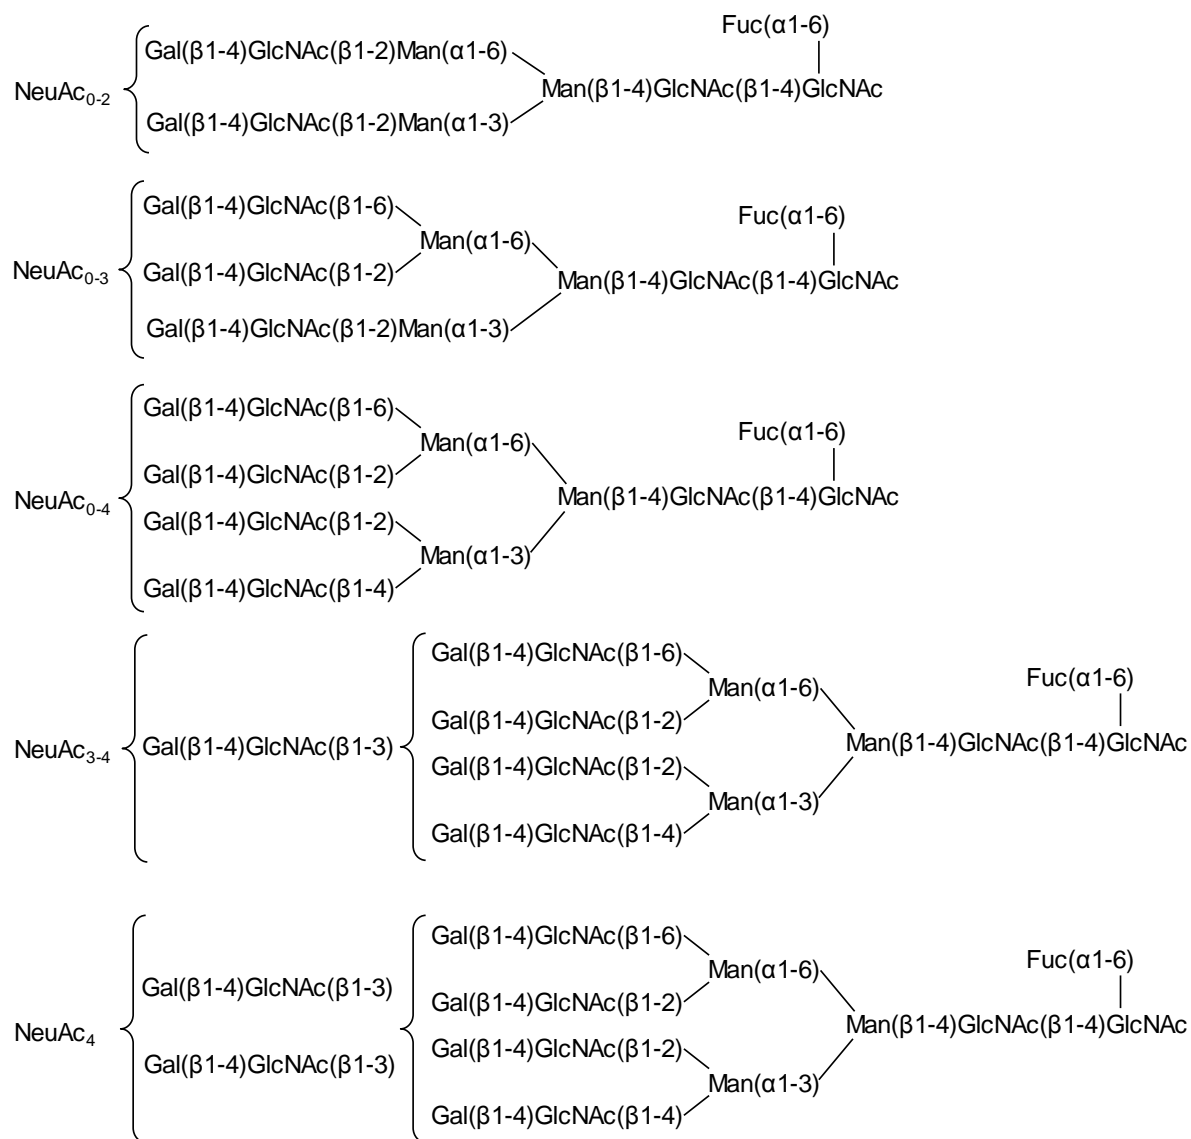 Fuc(α1-6)
Gal(β1-4)GlcNAc(β1-2)Man(α1-6)
NeuAc0-2 Man(β1-4)GlcNAc(β1-4)GlcNAc
Gal(β1-4)GlcNAc(β1-2)Man(α1-3)
Gal(β1-4)GlcNAc(β1-6)
Fuc(α1-6)
Man(α1-6)
NeuAc0-3 Gal(β1-4)GlcNAc(β1-2)
Man(β1-4)GlcNAc(β1-4)GlcNAc
Gal(β1-4)GlcNAc(β1-2)Man(α1-3)
Gal(β1-4)GlcNAc(β1-6)
Fuc(α1-6)
Man(α1-6)
Gal(β1-4)GlcNAc(β1-2)
NeuAc0-4 Man(β1-4)GlcNAc(β1-4)GlcNAc
Gal(β1-4)GlcNAc(β1-2)
Man(α1-3)
Gal(β1-4)GlcNAc(β1-4)
Gal(β1-4)GlcNAc(β1-6)
Fuc(α1-6)
Man(α1-6)
Gal(β1-4)GlcNAc(β1-2)
NeuAc3-4 Gal(β1-4)GlcNAc(β1-3) Man(β1-4)GlcNAc(β1-4)GlcNAc
Gal(β1-4)GlcNAc(β1-2)
Man(α1-3)
Gal(β1-4)GlcNAc(β1-4)
Gal(β1-4)GlcNAc(β1-6)
Fuc(α1-6)
Man(α1-6)
Gal(β1-4)GlcNAc(β1-3)
Gal(β1-4)GlcNAc(β1-2)
NeuAc4 Man(β1-4)GlcNAc(β1-4)GlcNAc
Gal(β1-4)GlcNAc(β1-2)
Gal(β1-4)GlcNAc(β1-3)
Man(α1-3)
Gal(β1-4)GlcNAc(β1-4)